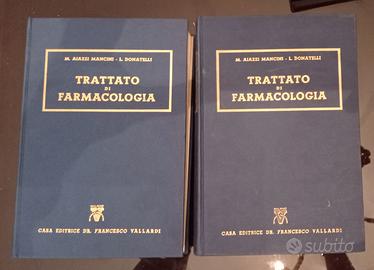 M. AIAZZI MANCINI - L. DONATELLI
TRATTATO
DI
FARMACOLOGIA
CASA EDITRICE DR. FRANCESCO VALLARDI
M. AIAZZI MANCINI - L. DONATELLI
TRATTATO
DI
FARMACOLOGIA
CASA EDITRICE DR. FRANCESCO VALLARDI
subito